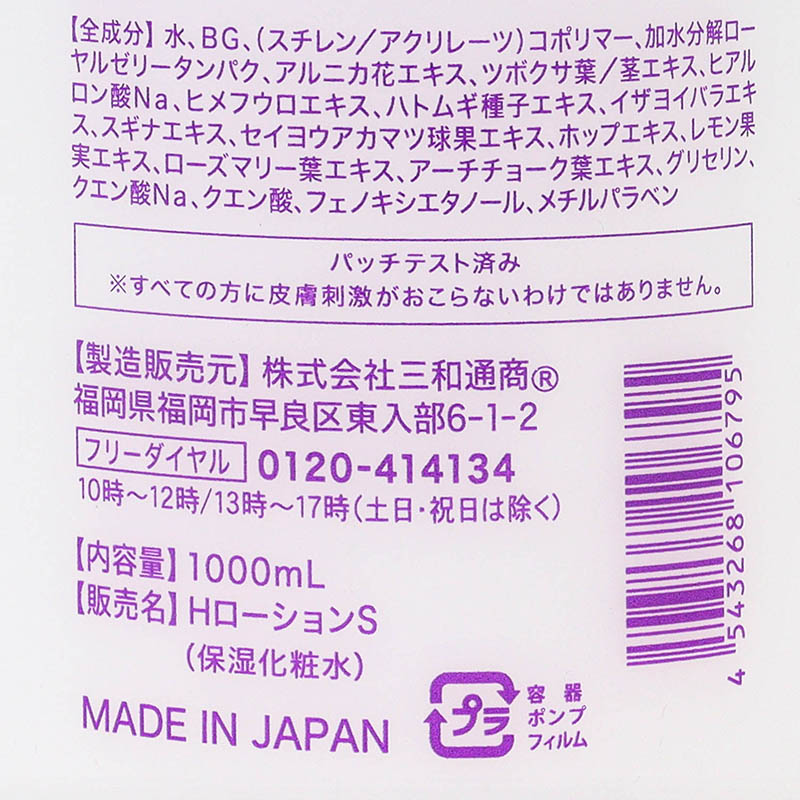 【全成分】水、BG、(スチレン/アクリレーツ)コポリマー、加水分解ロー
ヤルゼリータンパク、アルニカ花エキス、ツボクサ葉/茎エキス、ヒアル
ロン酸Na、ヒメフウロエキス、ハトムギ種子エキス、イザヨイバラエキ
ス、スギナエキス、セイヨウアカマツ球果エキス、ホップエキス、レモン果
実エキス、ローズマリー葉エキス、アーチチョーク葉エキス、グリセリン、
クエン酸Na、クエン酸、フェノキシエタノール、メチルパラベン
パッチテスト済み
※すべての方に皮膚刺激がおこらないわけではありません。
【製造販売元】株式会社三和通商®
福岡県福岡市早良区東入部6-1-2
フリーダイヤル 0120-414134
10時~12時/13時~17時(土日・祝日は除く)
【内容量】1000mL
【販売名】HローションS
(保湿化粧水)
MADE IN JAPAN
プラ
容器
ポンプ
フィルム
4 543268 106795